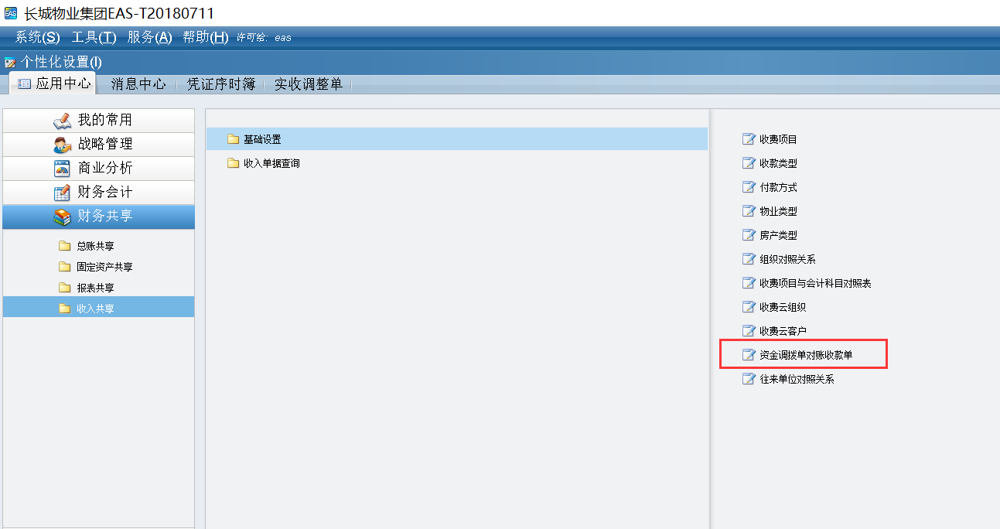 长城物业集团EAS-T20180711
系统(S) 工具(T) 服务(A) 帮助(H) 许可给: eas
个性化设置(I)
应用中心 消息中心 凭证序时簿 实收调整单
我的常用
战略管理
商业分析
财务会计
财务共享
总账共享
固定资产共享
报表共享
收入共享
基础设置
收入单据查询
收费项目
收款类型
付款方式
物业类型
房产类型
组织对照关系
收费项目与会计科目对照表
收费云组织
收费云客户
资金调拨单对账收款单
往来单位对照关系